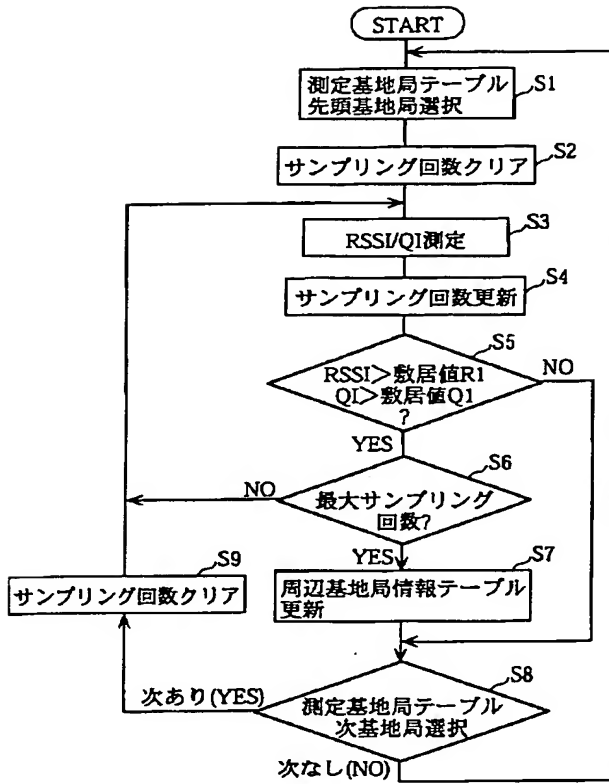 START
測定基地局テーブル
先頭基地局選択
S1
サンプリング回数クリア
S2
RSSI/QI測定
S3
サンプリング回数更新
S4
RSSI>敷居値R1
QI>敷居値Q1
?
S5
NO
YES
最大サンプリング
回数?
S6
NO
YES
周辺基地局情報テーブル
更新
S7
サンプリング回数クリア
S9
測定基地局テーブル
次基地局選択
S8
次あり(YES)
次なし(NO)